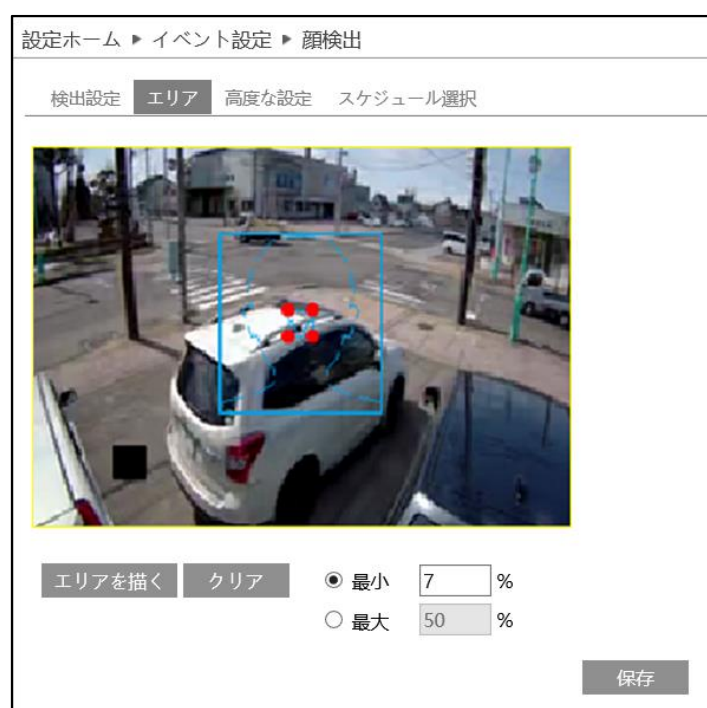 設定ホーム ▶ イベント設定 ▶ 顔検出
検出設定 エリア 高度な設定 スケジュール選択
エリアを描く クリア 最小 7 %
最大 50 %
保存